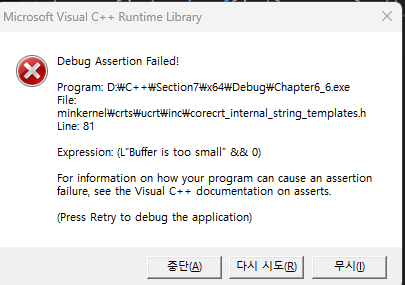 Microsoft Visual C++ Runtime Library
Debug Assertion Failed!
Program: D:₩C++₩Section7₩x64₩Debug₩Chapter6_6.exe
File:
minkernel₩crts₩ucrt₩inc₩corecrt_internal_string_templates.h
Line: 81
Expression: (L"Buffer is too small" && 0)
For information on how your program can cause an assertion
failure, see the Visual C++ documentation on asserts.
(Press Retry to debug the application)
중단(A) 다시 시도(R) 무시(I)